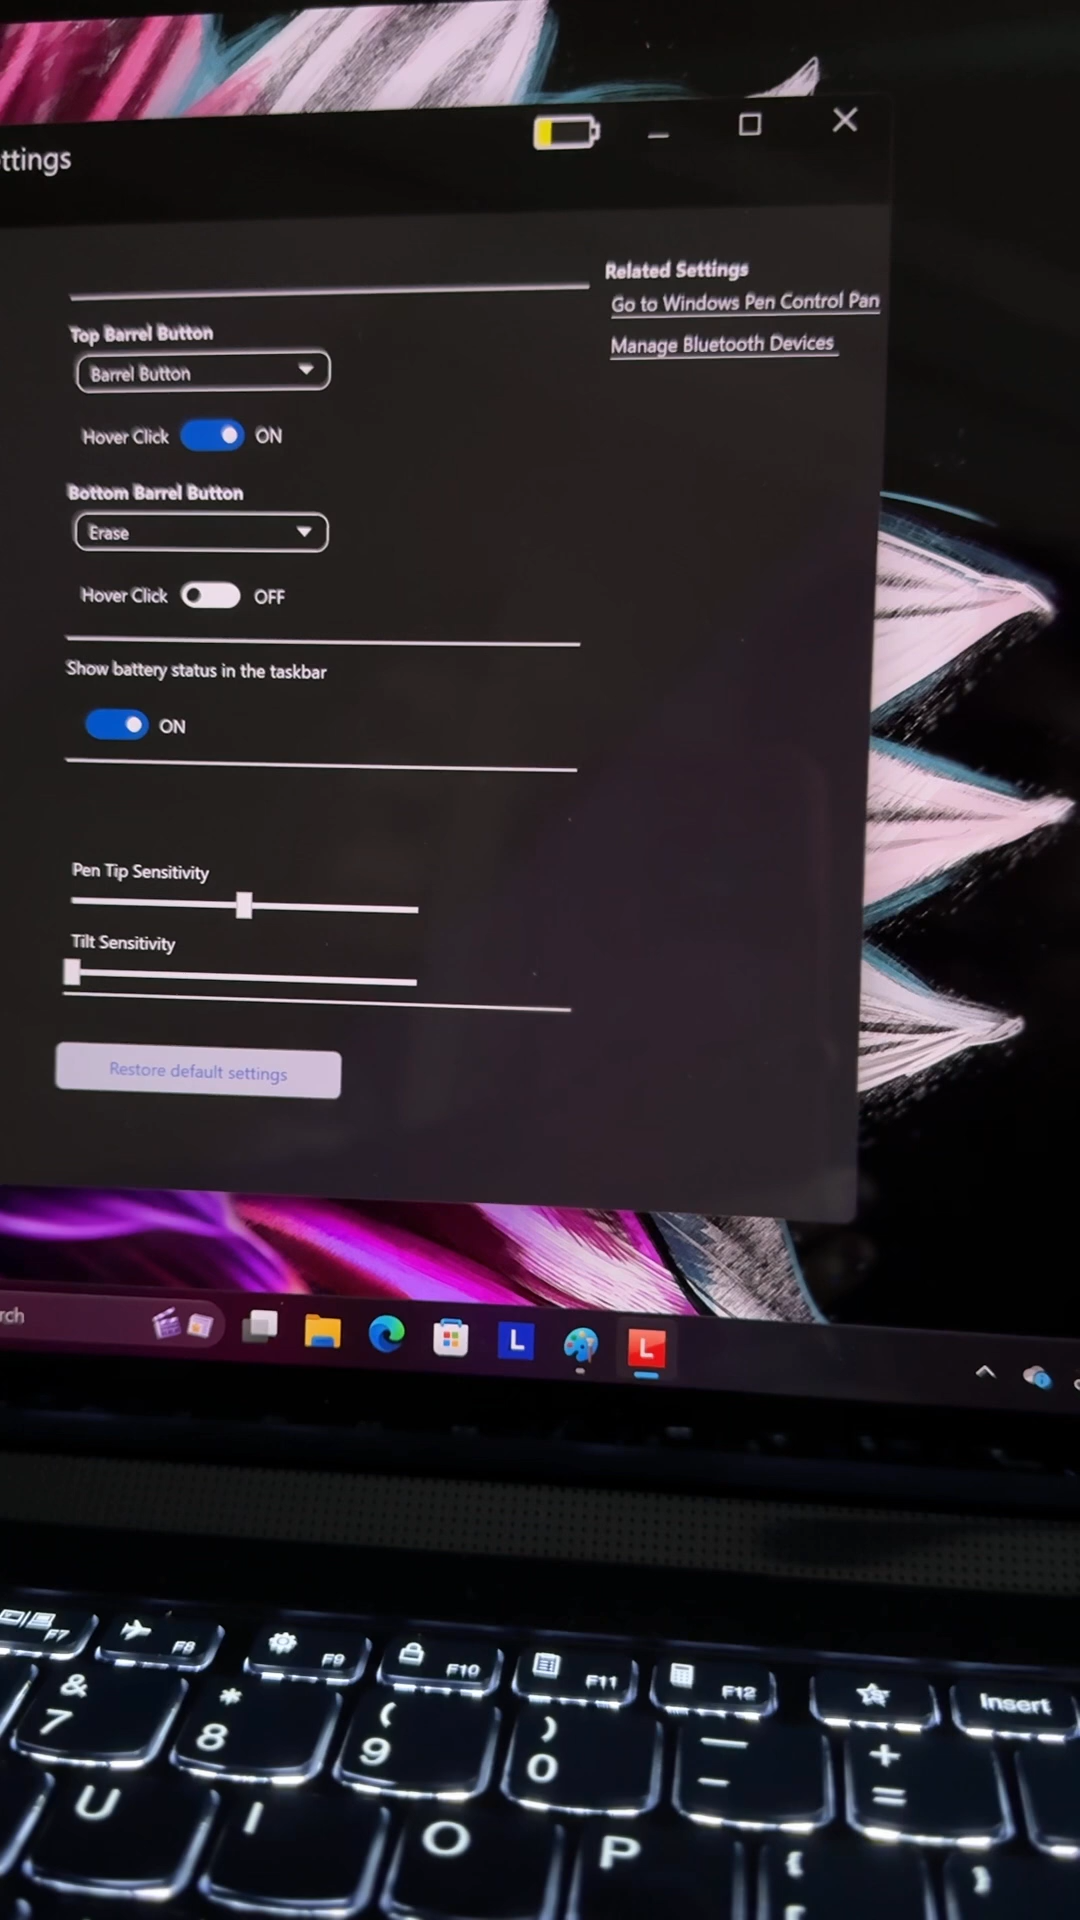 ttings
Related Settings
Go to Windows Pen Control Pan
Manage Bluetooth Devices
Top Barrel Button
Barrel Button
Hover Click ON
Bottom Barrel Button
Erase
Hover Click OFF
Show battery status in the taskbar
ON
Pen Tip Sensitivity
Tilt Sensitivity
Restore default settings
rch
L
L
F7 F8 F9 F10 F11 F12 Insert
& * ( ) — +
7 8 9 0 - =
U I O P { }
[